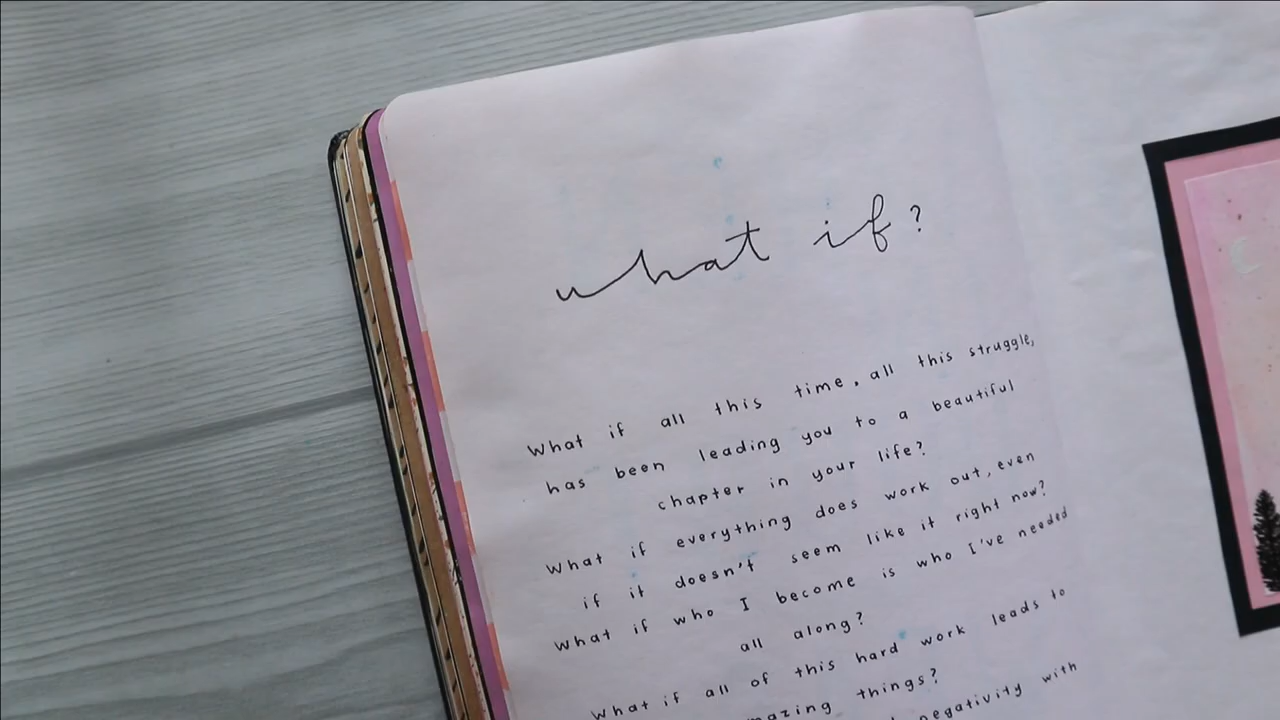 what if?
What if all this time, all this struggle,
has been leading you to a beautiful
chapter in your life?
What if everything does work out, even
if it doesn't seem like it right now?
What if who I become is who I've needed
all along?
What if all of this hard work leads to
mazing things?
negativity with